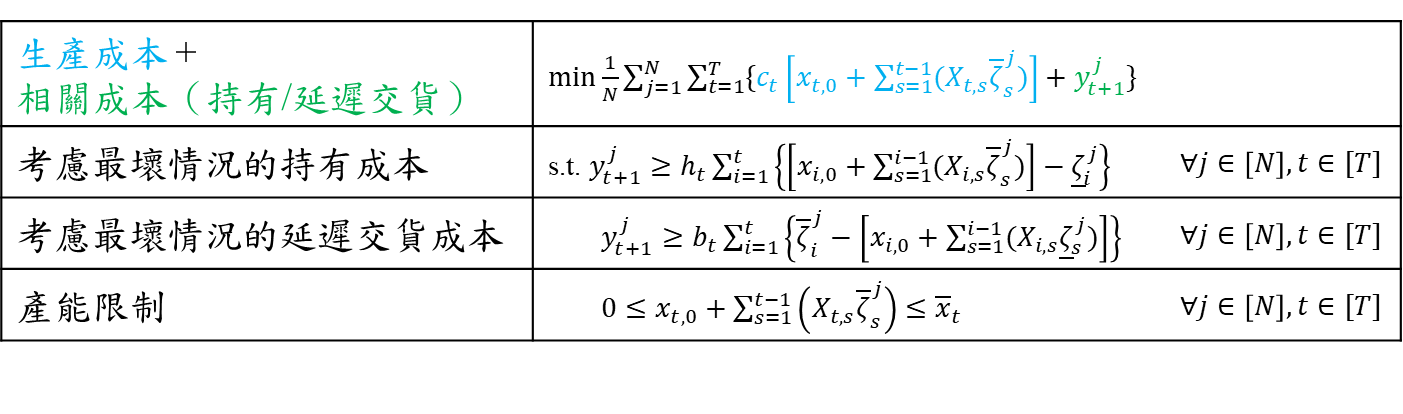 生產成本＋
相關成本（持有/延遲交貨）
min 1/N ∑_{j=1}^{N} ∑_{t=1}^{T} {c_t [x_{t,0} + ∑_{s=1}^{t−1}(X_{t,s} ζ̅_s^j)] + y_{t+1}^j}
考慮最壞情況的持有成本
s.t. y_{t+1}^j ≥ h_t ∑_{i=1}^{t} {[x_{i,0} + ∑_{s=1}^{i−1}(X_{i,s} ζ̅_s^j)] − ζ̲_i^j} ∀j ∈ [N], t ∈ [T]
考慮最壞情況的延遲交貨成本
y_{t+1}^j ≥ b_t ∑_{i=1}^{t} {ζ̅_i^j − [x_{i,0} + ∑_{s=1}^{i−1}(X_{i,s} ζ̲_s^j)]} ∀j ∈ [N], t ∈ [T]
產能限制
0 ≤ x_{t,0} + ∑_{s=1}^{t−1}(X_{t,s} ζ̅_s^j) ≤ x̅_t ∀j ∈ [N], t ∈ [T]